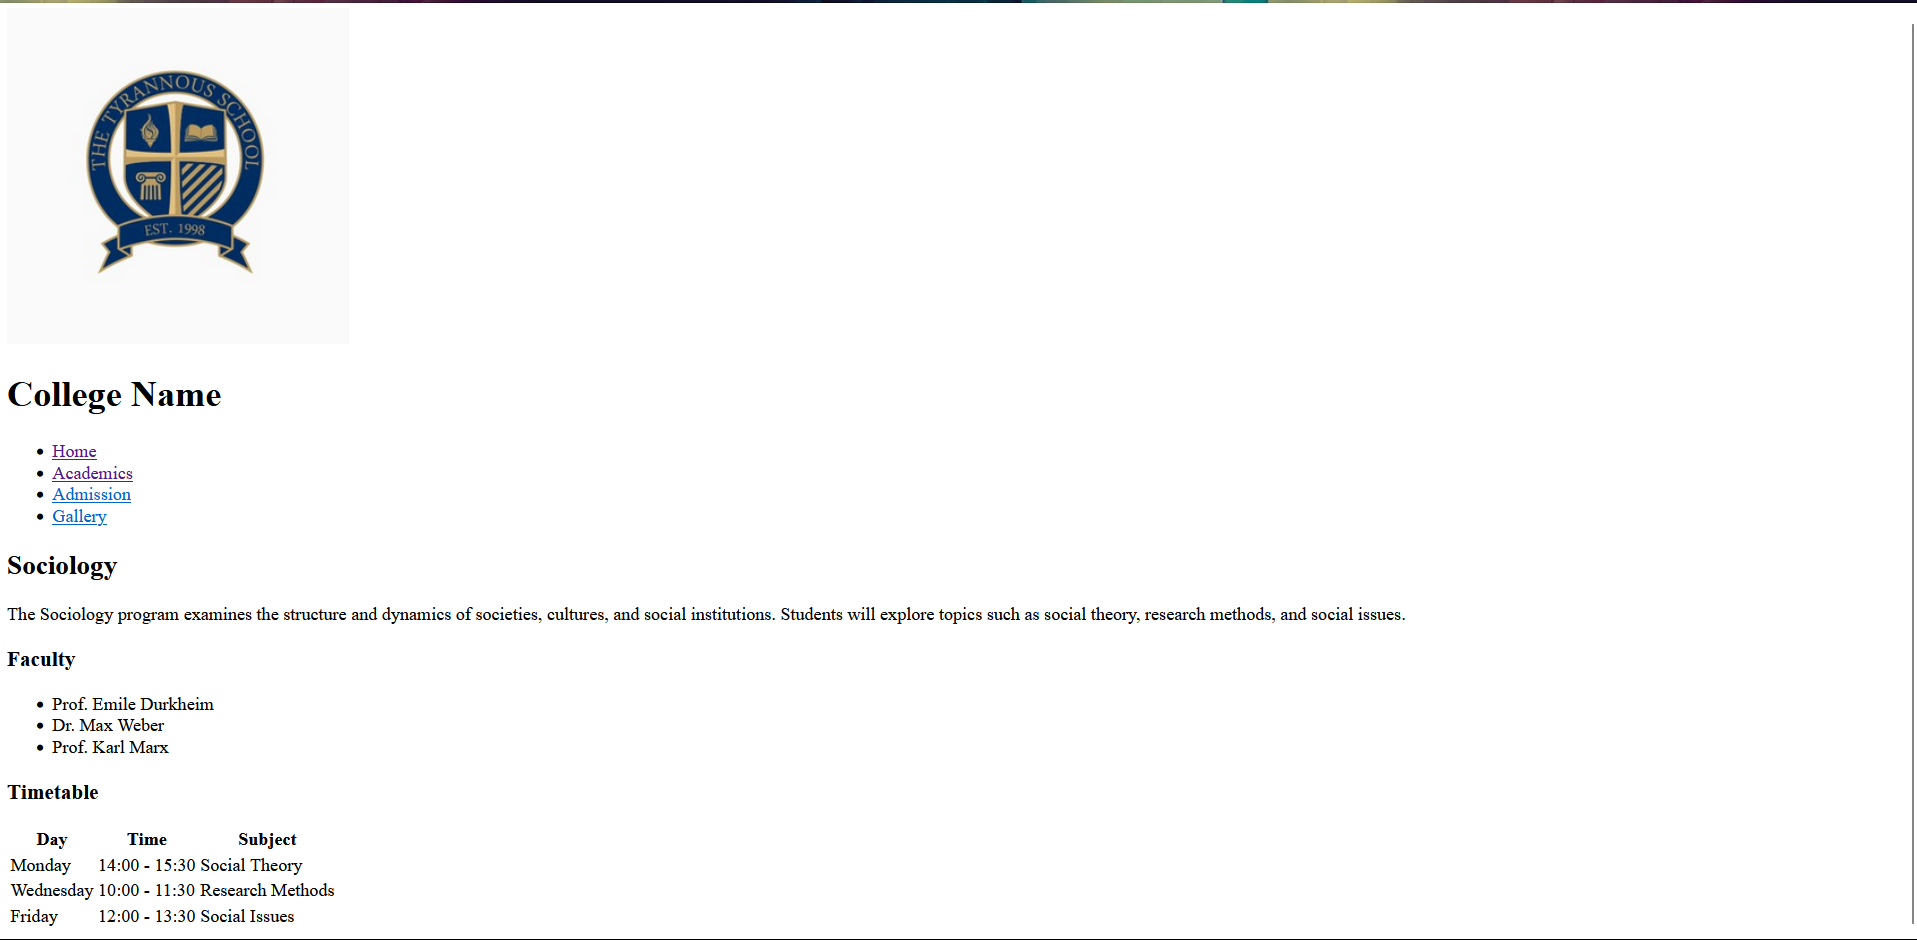 THE TYRANNOUS SCHOOL
EST. 1998
College Name
Home
Academics
Admission
Gallery
Sociology
The Sociology program examines the structure and dynamics of societies, cultures, and social institutions. Students will explore topics such as social theory, research methods, and social issues.
Faculty
Prof. Emile Durkheim
Dr. Max Weber
Prof. Karl Marx
Timetable
Day Time Subject
Monday 14:00 - 15:30 Social Theory
Wednesday 10:00 - 11:30 Research Methods
Friday 12:00 - 13:30 Social Issues